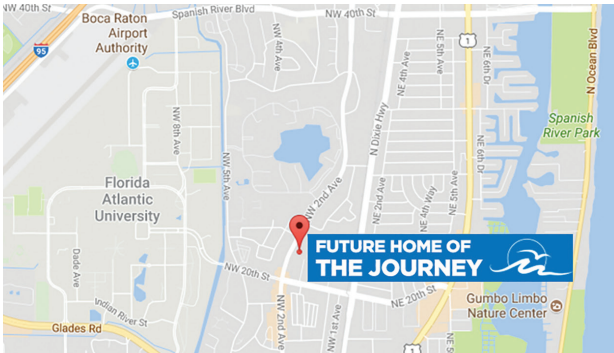 NW 40th St
Spanish River Blvd
NW 40th St
Boca Raton
Airport
Authority
95
NW 4th Ave
1
NE 5th Ave
NE 6th Dr
N Ocean Blvd
NE 4th Ave
N Dixie Hwy
NW 8th Ave
Spanish
River Park
NE 6th Dr
NW 5th Ave
Florida
Atlantic
University
NW 2nd Ave
NE 2nd Ave
NE 4th Way
NE 5th Ave
FUTURE HOME OF
THE JOURNEY
Dade Ave
NW 20th St
NE 20th St
Gumbo Limbo
Nature Center
Indian River St
Glades Rd
NW 2nd Ave
NW 1st Ave
NE 5
1